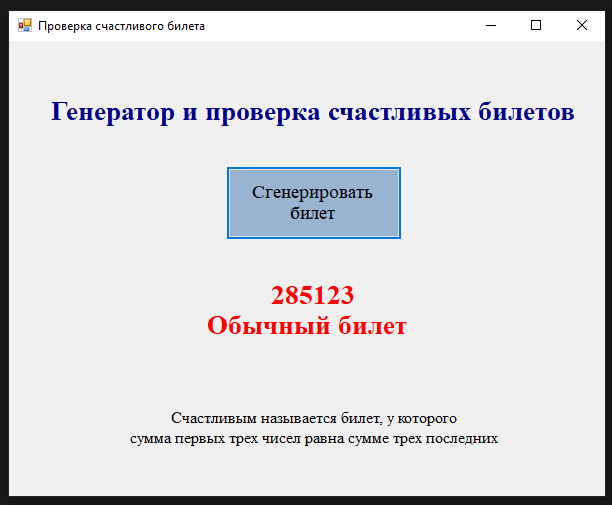 Проверка счастливого билета
Генератор и проверка счастливых билетов
Сгенерировать
билет
285123
Обычный билет
Счастливым называется билет, у которого
сумма первых трех чисел равна сумме трех последних